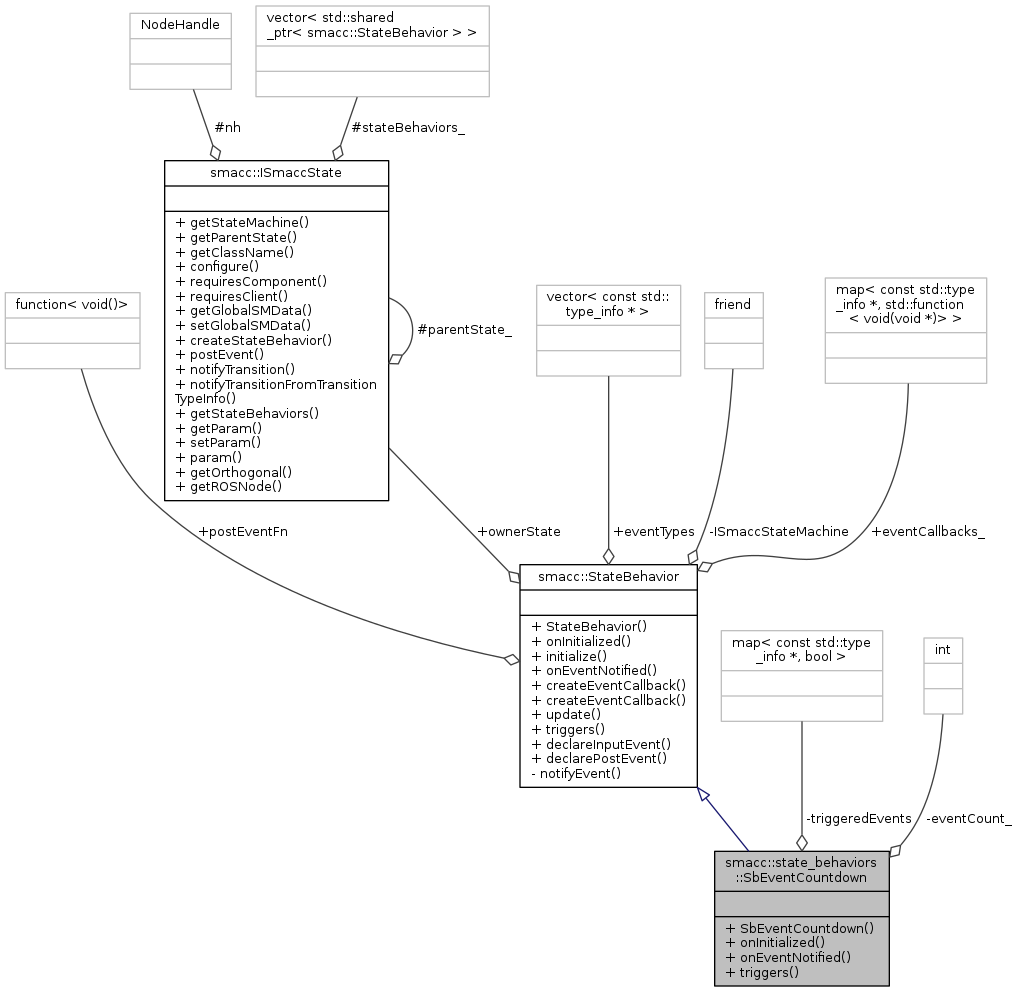 NodeHandle
vector< std::shared
_ptr< smacc::StateBehavior > >
#nh
#stateBehaviors_
smacc::ISmaccState
+ getStateMachine()
+ getParentState()
+ getClassName()
+ configure()
+ requiresComponent()
+ requiresClient()
+ getGlobalSMData()
+ setGlobalSMData()
+ createStateBehavior()
+ postEvent()
+ notifyTransition()
+ notifyTransitionFromTransition
TypeInfo()
+ getStateBehaviors()
+ getParam()
+ setParam()
+ param()
+ getOrthogonal()
+ getROSNode()
#parentState_
function< void()>
vector< const std::
type_info * >
friend
map< const std::type
_info *, std::function
< void(void *)> >
+postEventFn
+ownerState
+eventTypes
-ISmaccStateMachine
+eventCallbacks_
smacc::StateBehavior
+ StateBehavior()
+ onInitialized()
+ initialize()
+ onEventNotified()
+ createEventCallback()
+ createEventCallback()
+ update()
+ triggers()
+ declareInputEvent()
+ declarePostEvent()
- notifyEvent()
map< const std::type
_info *, bool >
int
-triggeredEvents
-eventCount_
smacc::state_behaviors
::SbEventCountdown
+ SbEventCountdown()
+ onInitialized()
+ onEventNotified()
+ triggers()